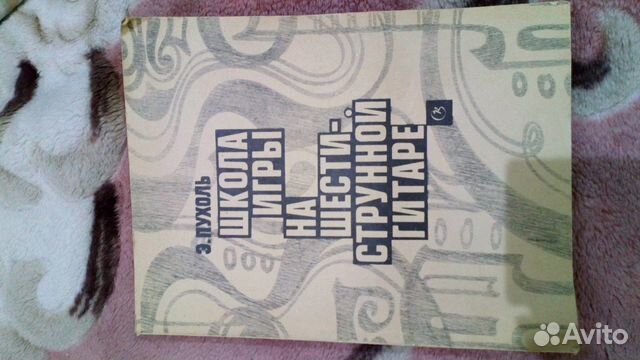 Э. ПУХОЛЬ
ШКОЛА
ИГРЫ
НА
ШЕСТИ-
СТРУННОЙ
ГИТАРЕ
Avito